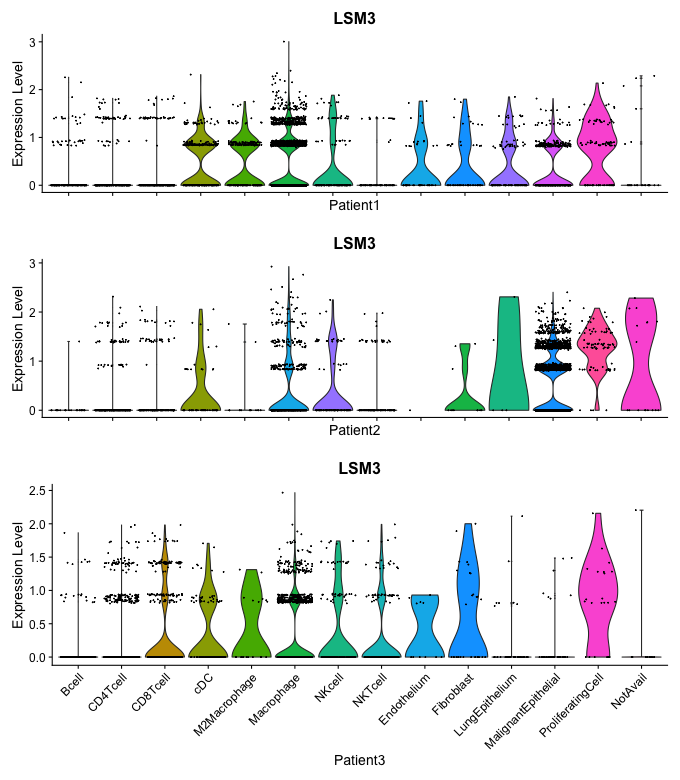 LSM3
Expression Level
3
2
1
0
Patient1
LSM3
Expression Level
3
2
1
0
Patient2
LSM3
Expression Level
2.5
2.0
1.5
1.0
0.5
0.0
Bcell
CD4Tcell
CD8Tcell
cDC
M2Macrophage
Macrophage
NKcell
NKTcell
Endothelium
Fibroblast
LungEpithelium
MalignantEpithelial
ProliferatingCell
NotAvail
Patient3